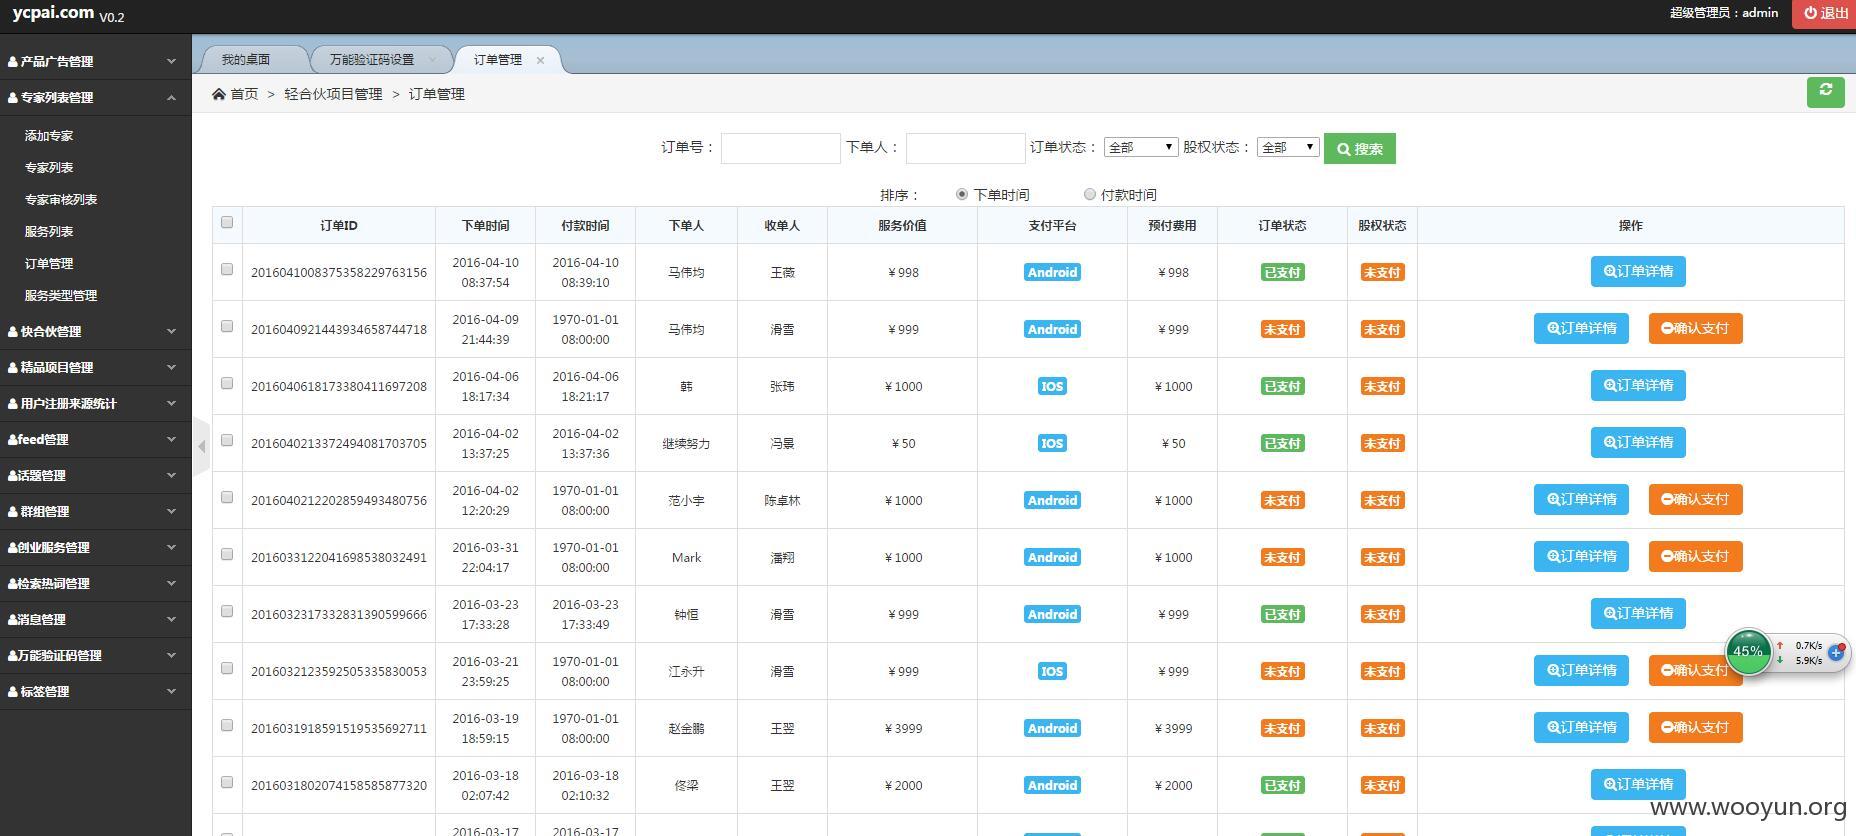 ycpai.com V0.2
超级管理员：admin
退出
产品广告管理
专家列表管理
添加专家
专家列表
专家审核列表
服务列表
订单管理
服务类型管理
快合伙管理
精品项目管理
用户注册来源统计
feed管理
话题管理
群组管理
创业服务管理
检索热词管理
消息管理
万能验证码管理
标签管理
我的桌面 万能验证码设置 订单管理
首页 > 轻合伙项目管理 > 订单管理
订单号： 下单人： 订单状态： 全部 股权状态： 全部 搜索
排序： 下单时间 付款时间
订单ID 下单时间 付款时间 下单人 收单人 服务价值 支付平台 预付费用 订单状态 股权状态 操作
2016041008375358229763156 2016-04-10 08:37:54 2016-04-10 08:39:10 马伟均 王薇 ￥998 Android ￥998 已支付 未支付 订单详情
2016040921443934658744718 2016-04-09 21:44:39 1970-01-01 08:00:00 马伟均 滑雪 ￥999 Android ￥999 未支付 未支付 订单详情 确认支付
2016040618173380411697208 2016-04-06 18:17:34 2016-04-06 18:21:17 韩 张玮 ￥1000 IOS ￥1000 已支付 未支付 订单详情
2016040213372494081703705 2016-04-02 13:37:25 2016-04-02 13:37:36 继续努力 冯景 ￥50 IOS ￥50 已支付 未支付 订单详情
2016040212202859493480756 2016-04-02 12:20:29 1970-01-01 08:00:00 范小宇 陈卓林 ￥1000 Android ￥1000 未支付 未支付 订单详情 确认支付
2016033122041698538032491 2016-03-31 22:04:17 1970-01-01 08:00:00 Mark 潘翔 ￥1000 Android ￥1000 未支付 未支付 订单详情 确认支付
2016032317332831390599666 2016-03-23 17:33:28 2016-03-23 17:33:49 钟恒 滑雪 ￥999 Android ￥999 已支付 未支付 订单详情
2016032123592505335830053 2016-03-21 23:59:25 1970-01-01 08:00:00 江永升 滑雪 ￥999 IOS ￥999 未支付 未支付 订单详情 确认支付
2016031918591519535692711 2016-03-19 18:59:15 1970-01-01 08:00:00 赵金鹏 王翌 ￥3999 Android ￥3999 未支付 未支付 订单详情 确认支付
2016031802074158585877320 2016-03-18 02:07:42 2016-03-18 02:10:32 佟梁 王翌 ￥2000 Android ￥2000 已支付 未支付 订单详情
2016-03-17 2016-03-17
45% 0.7K/s
5.9K/s
www.wooyun.org